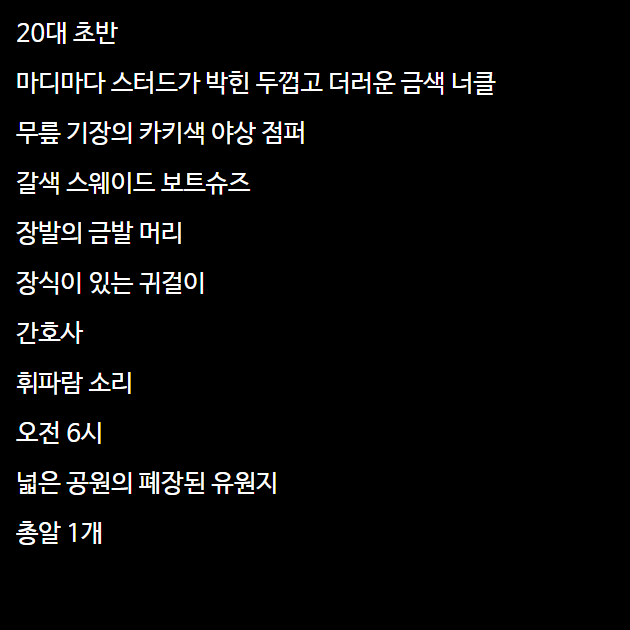 20대 초반
마디마다 스터드가 박힌 두껍고 더러운 금색 너클
무릎 기장의 카키색 야상 점퍼
갈색 스웨이드 보트슈즈
장발의 금발 머리
장식이 있는 귀걸이
간호사
휘파람 소리
오전 6시
넓은 공원의 폐장된 유원지
총알 1개